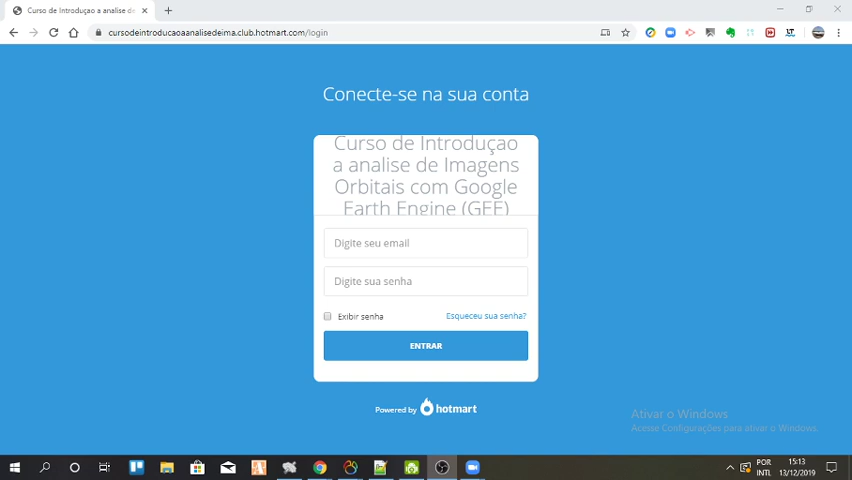 Curso de Introduçao a analise de
cursodeintroducaoaanalisedeima.club.hotmart.com/login
Conecte-se na sua conta
Curso de Introduçao
a analise de Imagens
Orbitais com Google
Earth Engine (GEE)
Digite seu email
Digite sua senha
Exibir senha
Esqueceu sua senha?
ENTRAR
Powered by hotmart
Ativar o Windows
Acesse Configurações para ativar o Windows.
POR
INTL
15:13
13/12/2019